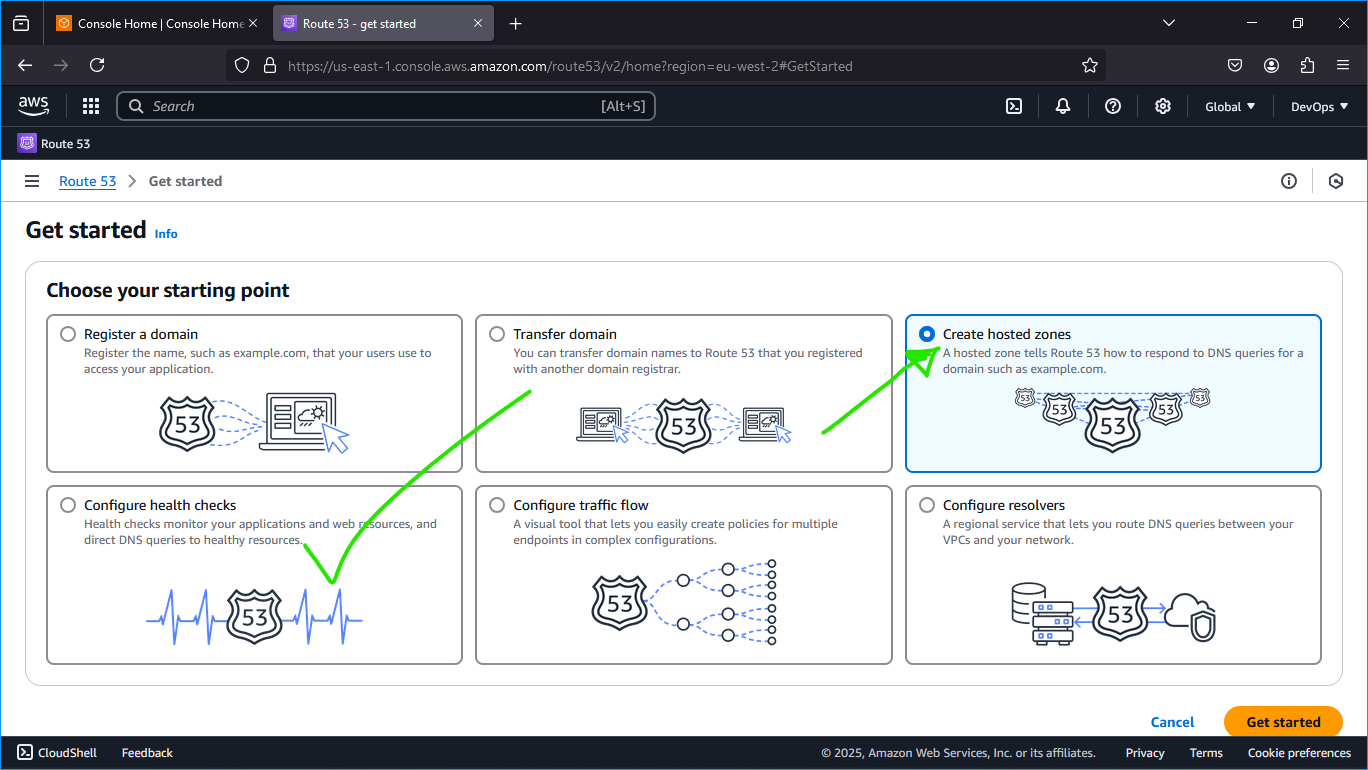 Console Home | Console Home
Route 53 - get started
https://us-east-1.console.aws.amazon.com/route53/v2/home?region=eu-west-2#GetStarted
aws
Search
[Alt+S]
Global
DevOps
Route 53
Route 53
Get started
Get started
Info
Choose your starting point
Register a domain
Register the name, such as example.com, that your users use to
access your application.
53
Transfer domain
You can transfer domain names to Route 53 that you registered
with another domain registrar.
53
Create hosted zones
A hosted zone tells Route 53 how to respond to DNS queries for a
domain such as example.com.
53
53
53
53
53
Configure health checks
Health checks monitor your applications and web resources, and
direct DNS queries to healthy resources.
53
Configure traffic flow
A visual tool that lets you easily create policies for multiple
endpoints in complex configurations.
53
Configure resolvers
A regional service that lets you route DNS queries between your
VPCs and your network.
53
Cancel
Get started
CloudShell
Feedback
© 2025, Amazon Web Services, Inc. or its affiliates.
Privacy
Terms
Cookie preferences